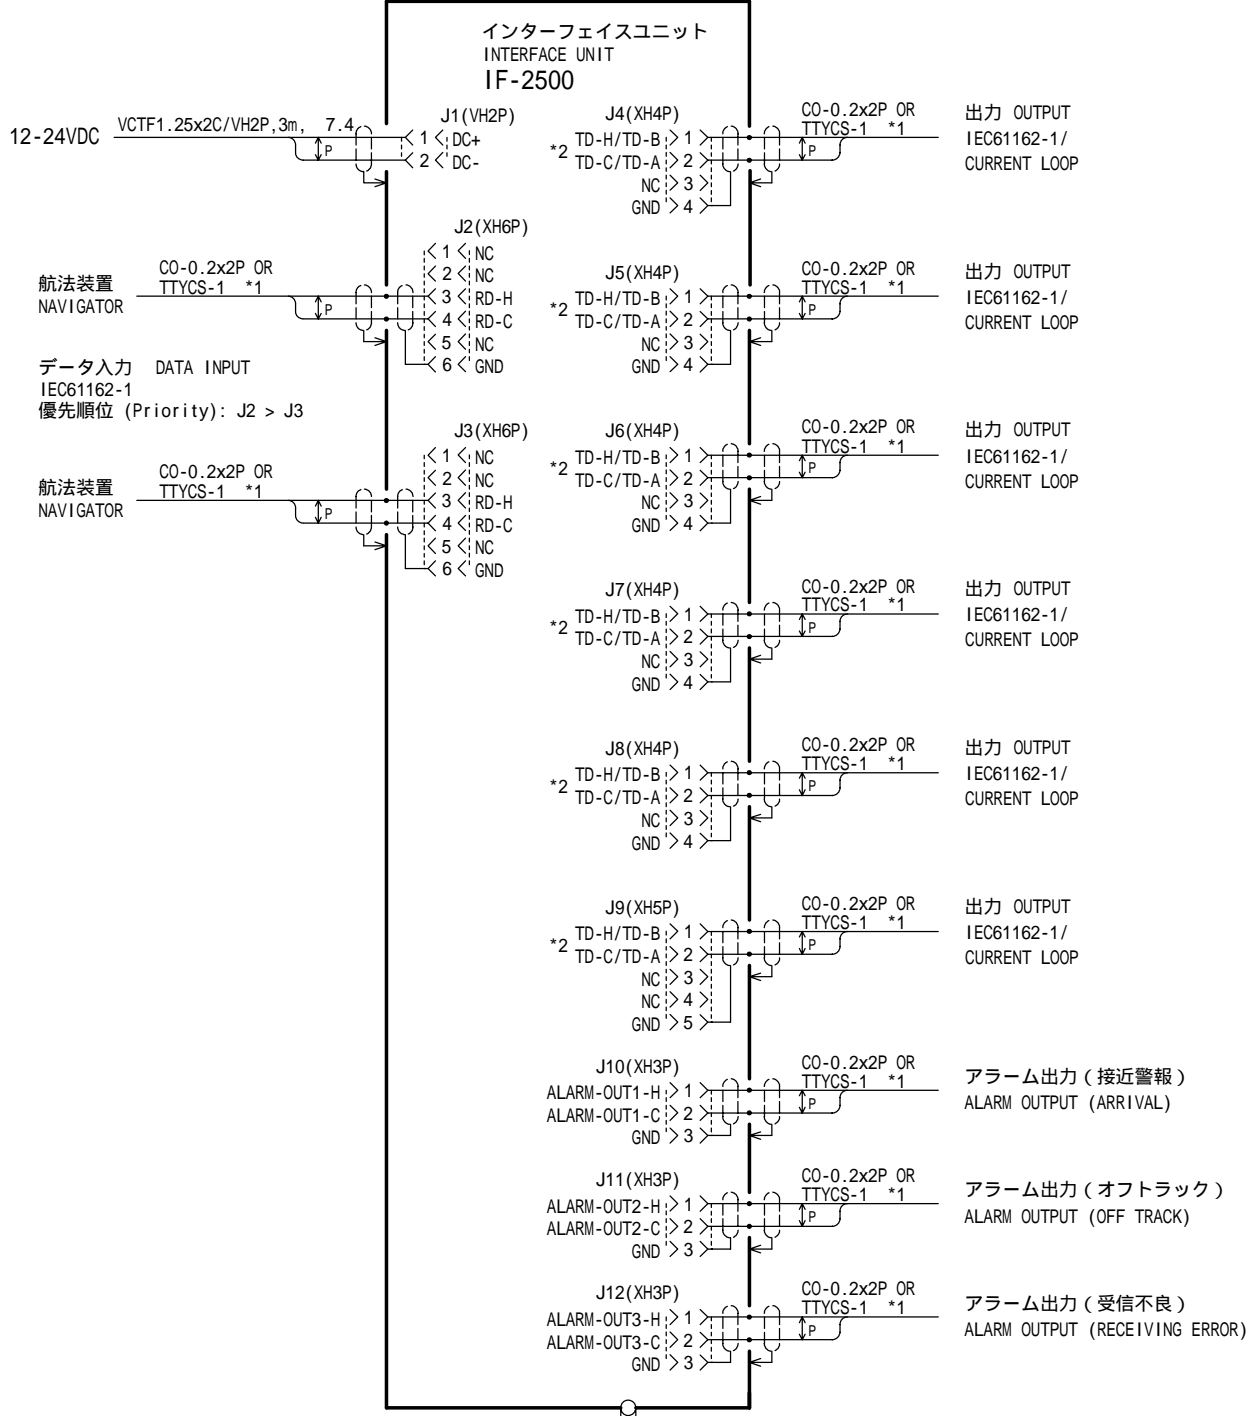 インターフェイスユニット
INTERFACE UNIT
IF-2500
12-24VDC
VCTF1.25x2C/VH2P,3m, 7.4
P
J1(VH2P)
1 DC+
2 DC-
航法装置
NAVIGATOR
CO-0.2x2P OR
TTYCS-1 *1
P
J2(XH6P)
1 NC
2 NC
3 RD-H
4 RD-C
5 NC
6 GND
データ入力 DATA INPUT
IEC61162-1
優先順位 (Priority): J2 > J3
航法装置
NAVIGATOR
CO-0.2x2P OR
TTYCS-1 *1
P
J3(XH6P)
1 NC
2 NC
3 RD-H
4 RD-C
5 NC
6 GND
J4(XH4P)
*2
TD-H/TD-B 1
TD-C/TD-A 2
NC 3
GND 4
CO-0.2x2P OR
TTYCS-1 *1
P
出力 OUTPUT
IEC61162-1/
CURRENT LOOP
J5(XH4P)
*2
TD-H/TD-B 1
TD-C/TD-A 2
NC 3
GND 4
CO-0.2x2P OR
TTYCS-1 *1
P
出力 OUTPUT
IEC61162-1/
CURRENT LOOP
J6(XH4P)
*2
TD-H/TD-B 1
TD-C/TD-A 2
NC 3
GND 4
CO-0.2x2P OR
TTYCS-1 *1
P
出力 OUTPUT
IEC61162-1/
CURRENT LOOP
J7(XH4P)
*2
TD-H/TD-B 1
TD-C/TD-A 2
NC 3
GND 4
CO-0.2x2P OR
TTYCS-1 *1
P
出力 OUTPUT
IEC61162-1/
CURRENT LOOP
J8(XH4P)
*2
TD-H/TD-B 1
TD-C/TD-A 2
NC 3
GND 4
CO-0.2x2P OR
TTYCS-1 *1
P
出力 OUTPUT
IEC61162-1/
CURRENT LOOP
J9(XH5P)
*2
TD-H/TD-B 1
TD-C/TD-A 2
NC 3
NC 4
GND 5
CO-0.2x2P OR
TTYCS-1 *1
P
出力 OUTPUT
IEC61162-1/
CURRENT LOOP
J10(XH3P)
ALARM-OUT1-H 1
ALARM-OUT1-C 2
GND 3
CO-0.2x2P OR
TTYCS-1 *1
P
アラーム出力(接近警報)
ALARM OUTPUT (ARRIVAL)
J11(XH3P)
ALARM-OUT2-H 1
ALARM-OUT2-C 2
GND 3
CO-0.2x2P OR
TTYCS-1 *1
P
アラーム出力(オフトラック)
ALARM OUTPUT (OFF TRACK)
J12(XH3P)
ALARM-OUT3-H 1
ALARM-OUT3-C 2
GND 3
CO-0.2x2P OR
TTYCS-1 *1
P
アラーム出力(受信不良)
ALARM OUTPUT (RECEIVING ERROR)